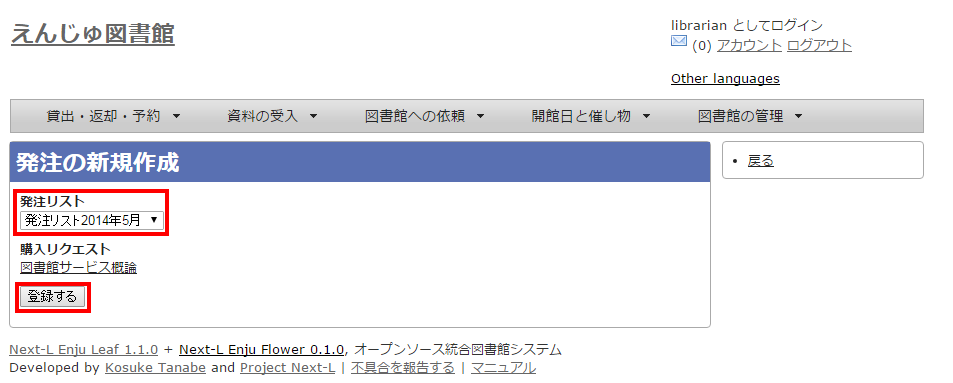 えんじゅ図書館
librarian としてログイン
(0) アカウント ログアウト
Other languages
貸出・返却・予約 ▼ 資料の受入 ▼ 図書館への依頼 ▼ 開館日と催し物 ▼ 図書館の管理 ▼
発注の新規作成
• 戻る
発注リスト
発注リスト2014年5月 ▼
購入リクエスト
図書館サービス概論
登録する
Next-L Enju Leaf 1.1.0 + Next-L Enju Flower 0.1.0, オープンソース統合図書館システム
Developed by Kosuke Tanabe and Project Next-L | 不具合を報告する | マニュアル